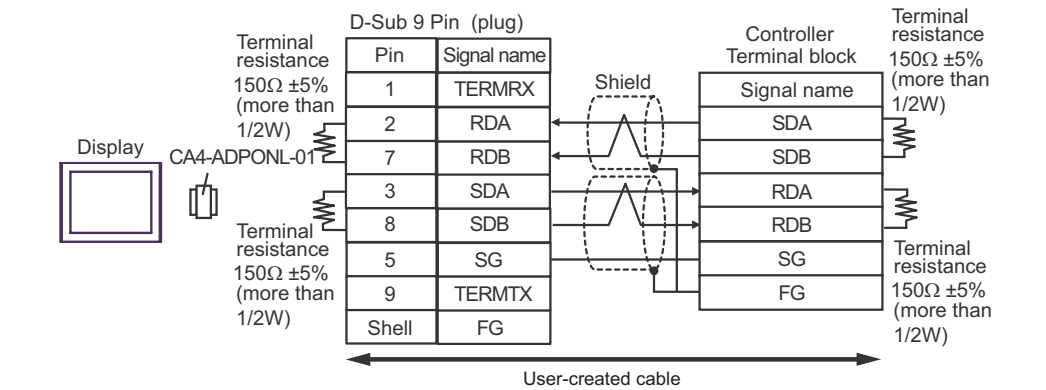 D-Sub 9 Pin (plug)
Terminal
resistance
150Ω ±5%
(more than
1/2W)
Pin Signal name
1 TERMRX
2 RDA
7 RDB
3 SDA
8 SDB
5 SG
9 TERMTX
Shell FG
Display
CA4-ADPONL-01
Terminal
resistance
150Ω ±5%
(more than
1/2W)
Shield
Controller
Terminal block
Signal name
SDA
SDB
RDA
RDB
SG
FG
Terminal
resistance
150Ω ±5%
(more than
1/2W)
Terminal
resistance
150Ω ±5%
(more than
1/2W)
User-created cable